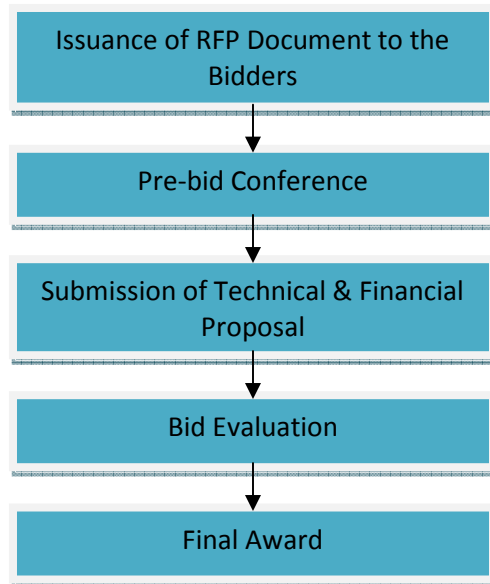 Issuance of RFP Document to the
Bidders
Pre-bid Conference
Submission of Technical & Financial
Proposal
Bid Evaluation
Final Award